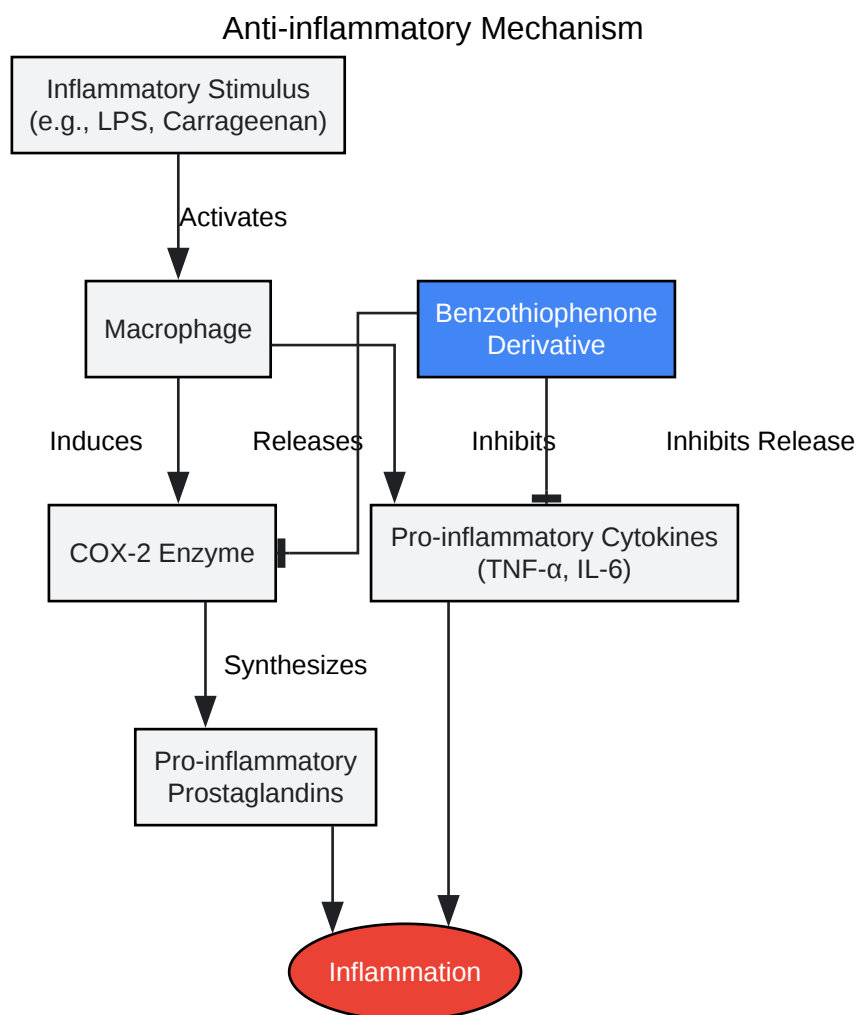 Anti-inflammatory Mechanism
Inflammatory Stimulus
(e.g., LPS, Carrageenan)
Activates
Macrophage
Benzothiophenone
Derivative
Induces
Releases
Inhibits
Inhibits Release
COX-2 Enzyme
Pro-inflammatory Cytokines
(TNF-α, IL-6)
Synthesizes
Pro-inflammatory
Prostaglandins
Inflammation